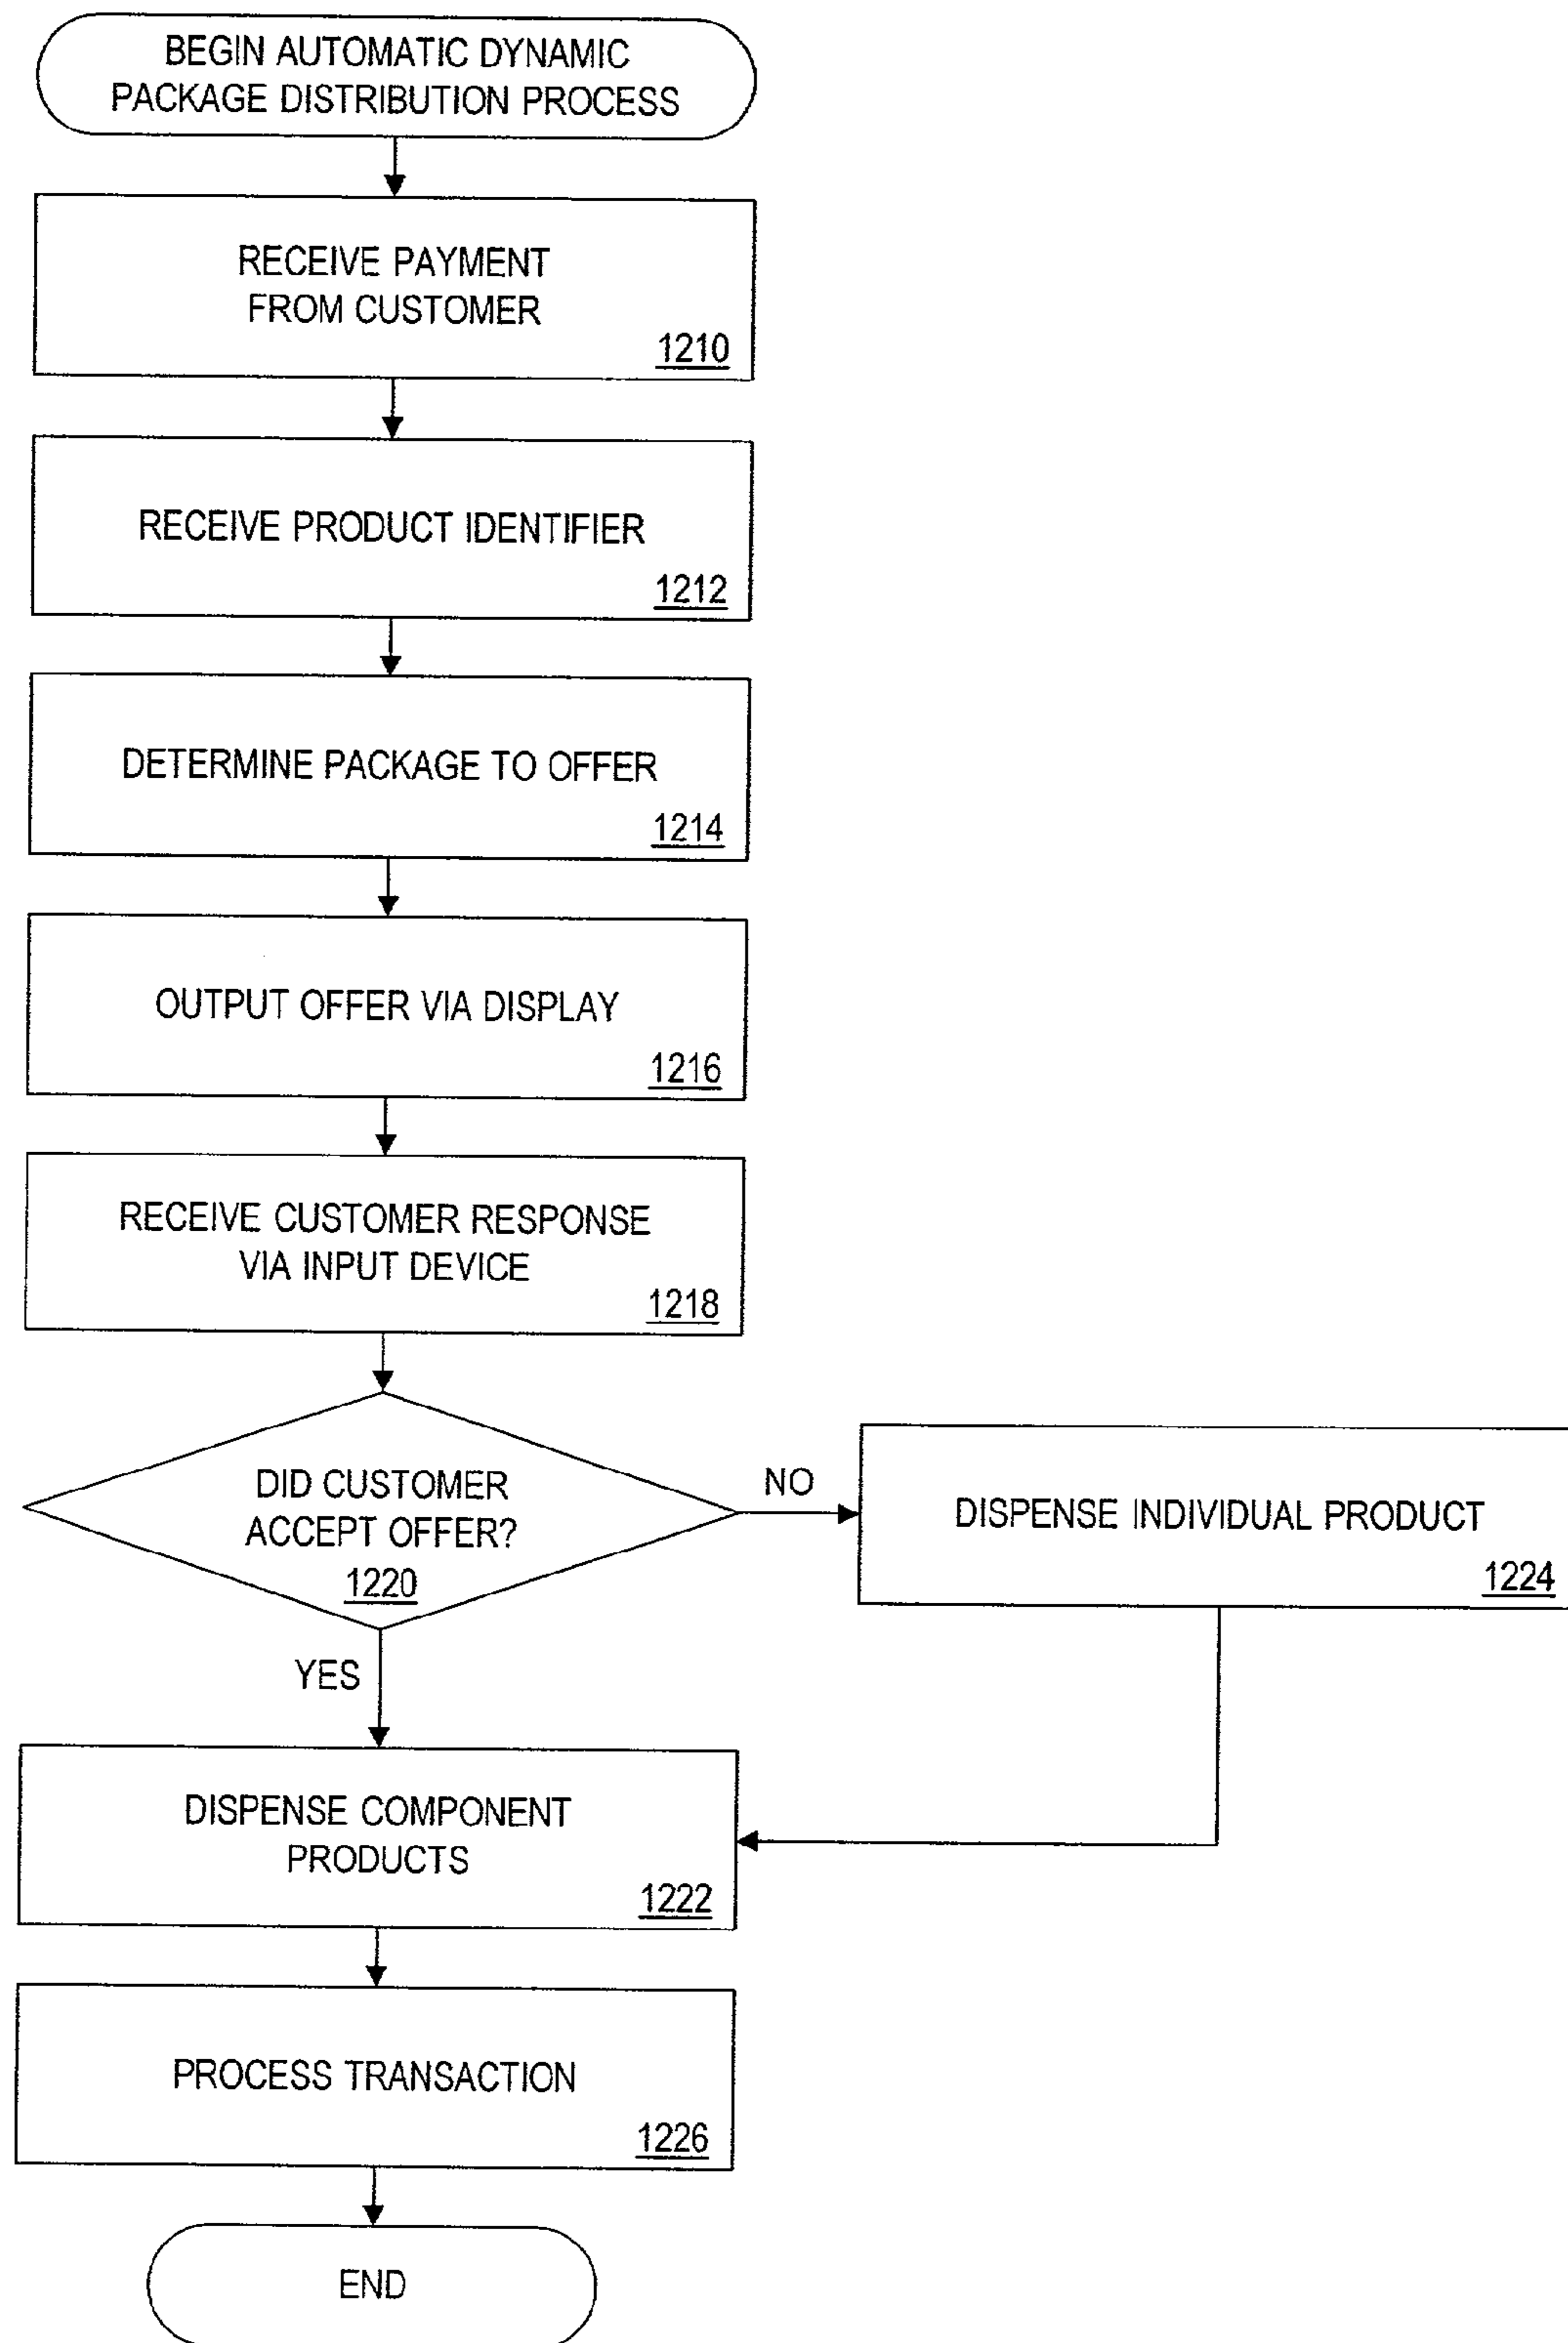 BEGIN AUTOMATIC DYNAMIC
PACKAGE DISTRIBUTION PROCESS
RECEIVE PAYMENT
FROM CUSTOMER
1210
RECEIVE PRODUCT IDENTIFIER
1212
DETERMINE PACKAGE TO OFFER
1214
OUTPUT OFFER VIA DISPLAY
1216
RECEIVE CUSTOMER RESPONSE
VIA INPUT DEVICE
1218
DID CUSTOMER
ACCEPT OFFER?
1220
NO
DISPENSE INDIVIDUAL PRODUCT
1224
YES
DISPENSE COMPONENT
PRODUCTS
1222
PROCESS TRANSACTION
1226
END